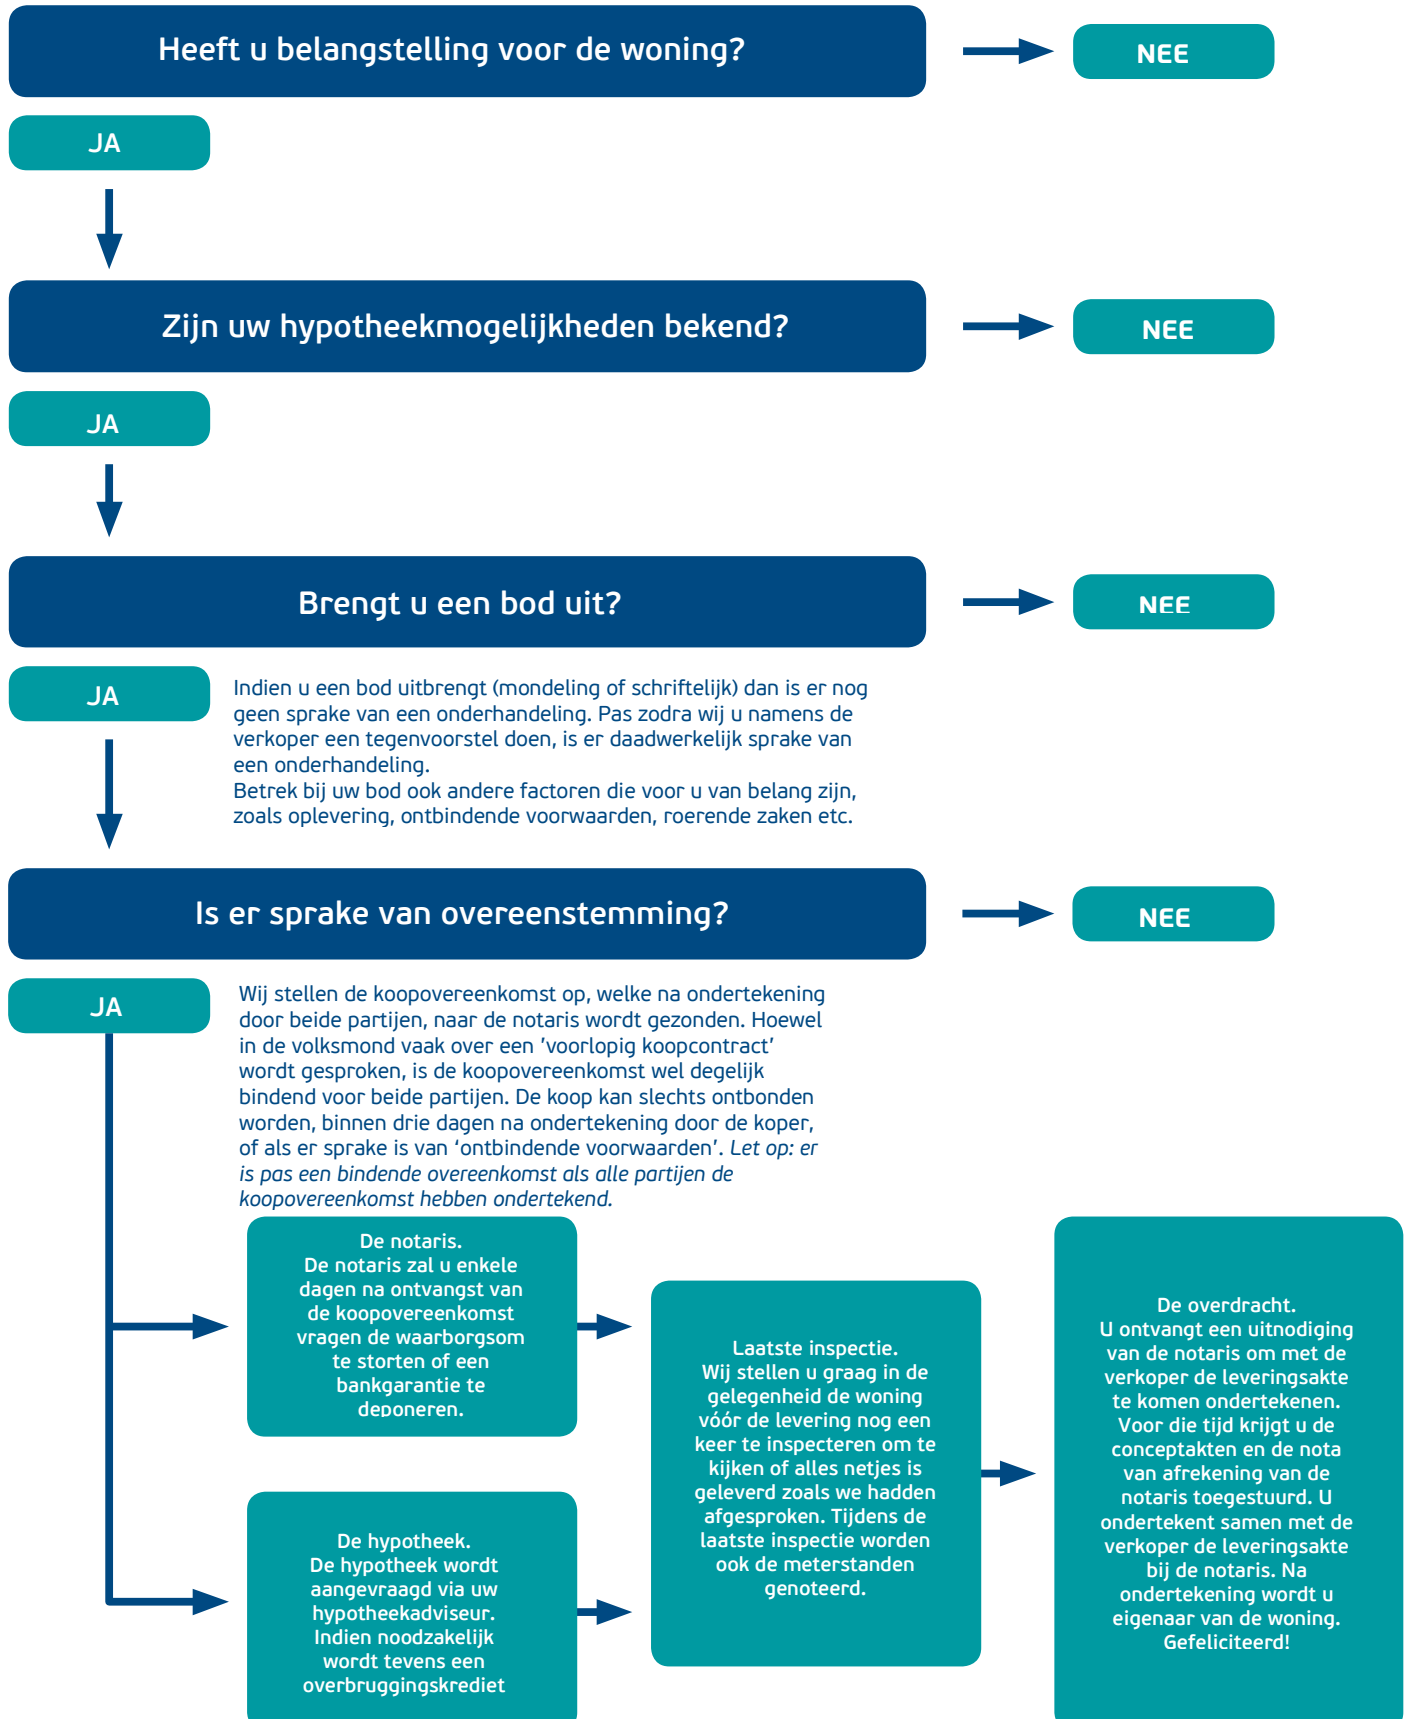 Heeft u belangstelling voor de woning?
NEE
JA
Zijn uw hypotheekmogelijkheden bekend?
NEE
JA
Brengt u een bod uit?
NEE
JA
Indien u een bod uitbrengt (mondeling of schriftelijk) dan is er nog
geen sprake van een onderhandeling. Pas zodra wij u namens de
verkoper een tegenvoorstel doen, is er daadwerkelijk sprake van
een onderhandeling.
Betrek bij uw bod ook andere factoren die voor u van belang zijn,
zoals oplevering, ontbindende voorwaarden, roerende zaken etc.
Is er sprake van overeenstemming?
NEE
JA
Wij stellen de koopovereenkomst op, welke na ondertekening
door beide partijen, naar de notaris wordt gezonden. Hoewel
in de volksmond vaak over een 'voorlopig koopcontract'
wordt gesproken, is de koopovereenkomst wel degelijk
bindend voor beide partijen. De koop kan slechts ontbonden
worden, binnen drie dagen na ondertekening door de koper,
of als er sprake is van ‘ontbindende voorwaarden’. Let op: er
is pas een bindende overeenkomst als alle partijen de
koopovereenkomst hebben ondertekend.
De notaris.
De notaris zal u enkele
dagen na ontvangst van
de koopovereenkomst
vragen de waarborgsom
te storten of een
bankgarantie te
deponeren.
De hypotheek.
De hypotheek wordt
aangevraagd via uw
hypotheekadviseur.
Indien noodzakelijk
wordt tevens een
overbruggingskrediet
Laatste inspectie.
Wij stellen u graag in de
gelegenheid de woning
vóór de levering nog een
keer te inspecteren om te
kijken of alles netjes is
geleverd zoals we hadden
afgesproken. Tijdens de
laatste inspectie worden
ook de meterstanden
genoteerd.
De overdracht.
U ontvangt een uitnodiging
van de notaris om met de
verkoper de leveringsakte
te komen ondertekenen.
Voor die tijd krijgt u de
conceptakten en de nota
van afrekening van de
notaris toegestuurd. U
ondertekent samen met de
verkoper de leveringsakte
bij de notaris. Na
ondertekening wordt u
eigenaar van de woning.
Gefeliciteerd!